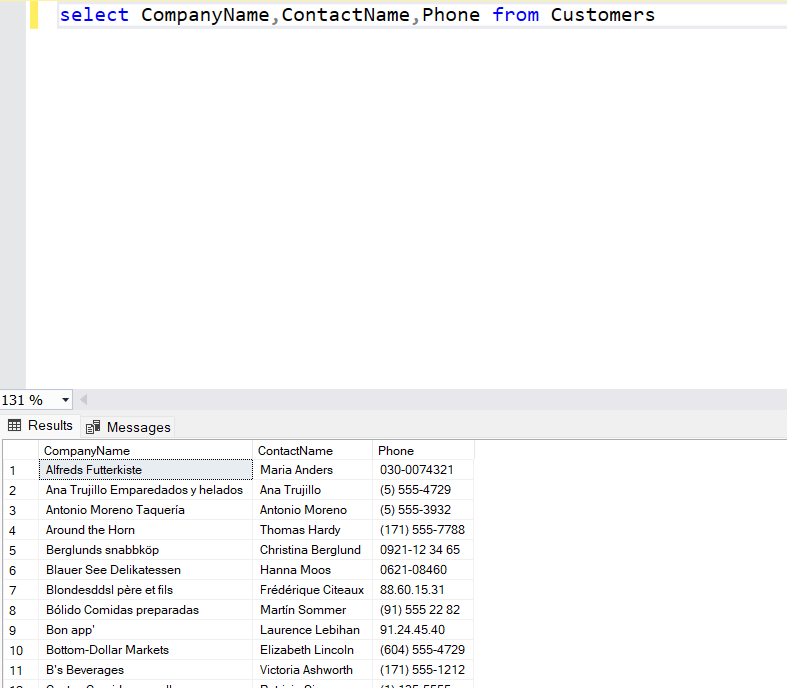 select CompanyName,ContactName,Phone from Customers
131 %
Results Messages
CompanyName ContactName Phone
1 Alfreds Futterkiste Maria Anders 030-0074321
2 Ana Trujillo Emparedados y helados Ana Trujillo (5) 555-4729
3 Antonio Moreno Taquería Antonio Moreno (5) 555-3932
4 Around the Horn Thomas Hardy (171) 555-7788
5 Berglunds snabbköp Christina Berglund 0921-12 34 65
6 Blauer See Delikatessen Hanna Moos 0621-08460
7 Blondesddsl père et fils Frédérique Citeaux 88.60.15.31
8 Bólido Comidas preparadas Martín Sommer (91) 555 22 82
9 Bon app' Laurence Lebihan 91.24.45.40
10 Bottom-Dollar Markets Elizabeth Lincoln (604) 555-4729
11 B's Beverages Victoria Ashworth (171) 555-1212